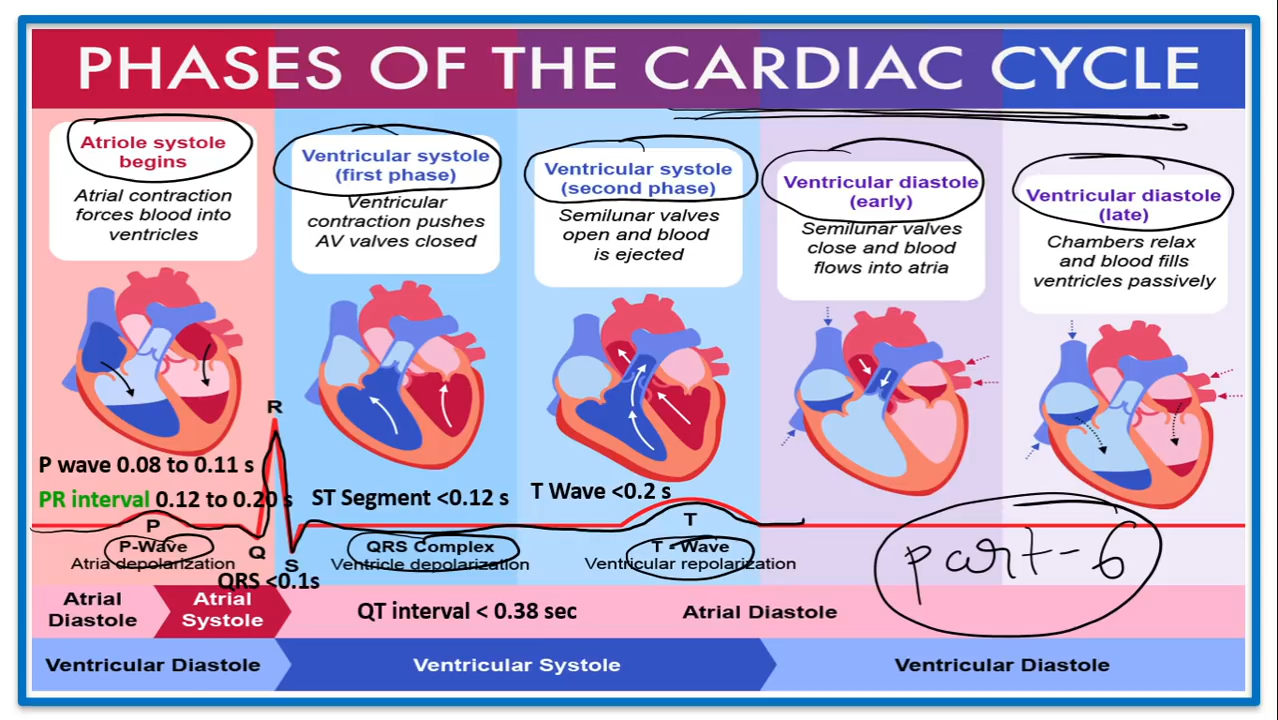 PHASES OF THE CARDIAC CYCLE
Atriole systole
begins
Atrial contraction
forces blood into
ventricles
Ventricular systole
(first phase)
Ventricular
contraction pushes
AV valves closed
Ventricular systole
(second phase)
Semilunar valves
open and blood
is ejected
Ventricular diastole
(early)
Semilunar valves
close and blood
flows into atria
Ventricular diastole
(late)
Chambers relax
and blood fills
ventricles passively
R
P wave 0.08 to 0.11 s
PR interval 0.12 to 0.20 s
ST Segment <0.12 s
T Wave <0.2 s
P
Q
S
T
P-Wave
Atria depolarization
QRS <0.1s
QRS Complex
Ventricle depolarization
T - Wave
Ventricular repolarization
part-6
Atrial
Diastole
Atrial
Systole
QT interval < 0.38 sec
Atrial Diastole
Ventricular Diastole
Ventricular Systole
Ventricular Diastole